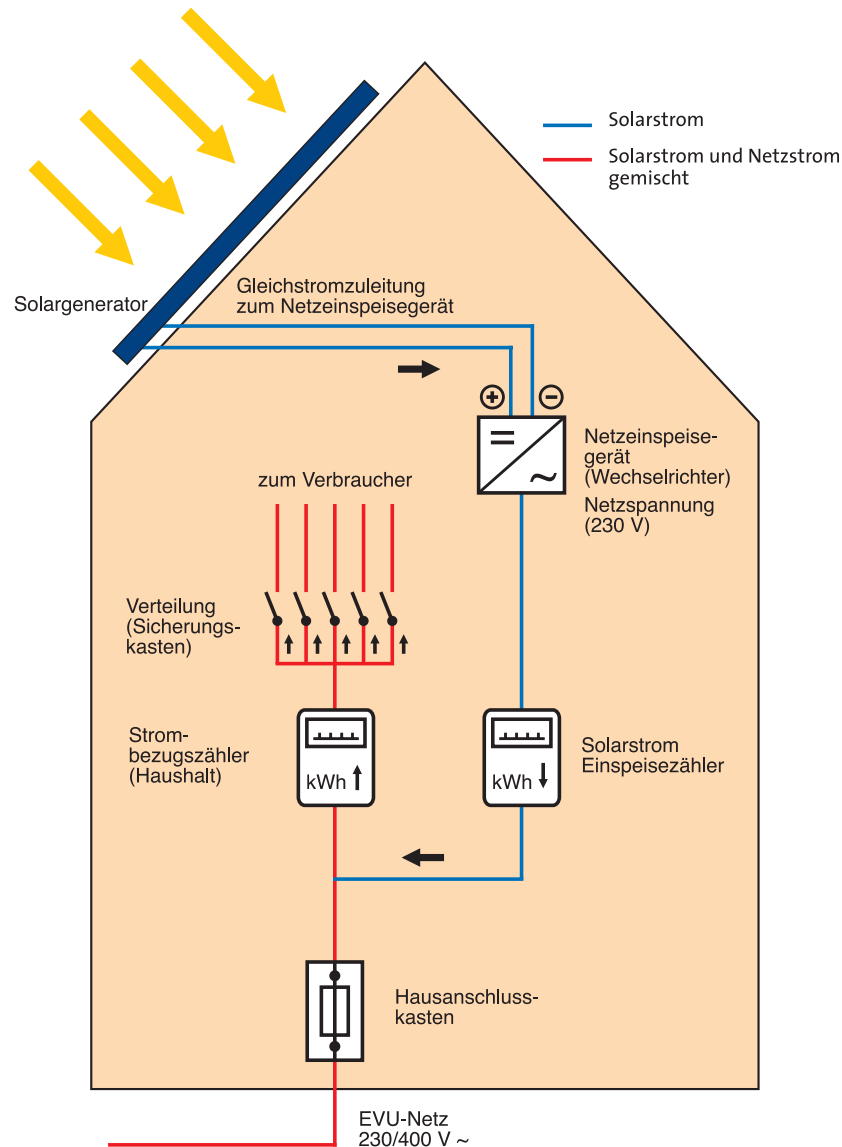 Solarstrom
Solarstrom und Netzstrom
gemischt
Gleichstromzuleitung
zum Netzeinspeisegerät
Solargenerator
+ −
= ~
Netzeinspeise-
gerät
(Wechselrichter)
Netzspannung
(230 V)
zum Verbraucher
Verteilung
(Sicherungs-
kasten)
Strom-
bezugszähler
(Haushalt)
kWh
kWh
Solarstrom
Einspeisezähler
Hausanschluss-
kasten
EVU-Netz
230/400 V ~